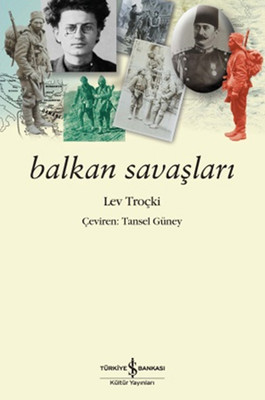 balkan savaşları
Lev Troçki
Çeviren: Tansel Güney
TÜRKİYE İŞ BANKASI
Kültür Yayınları